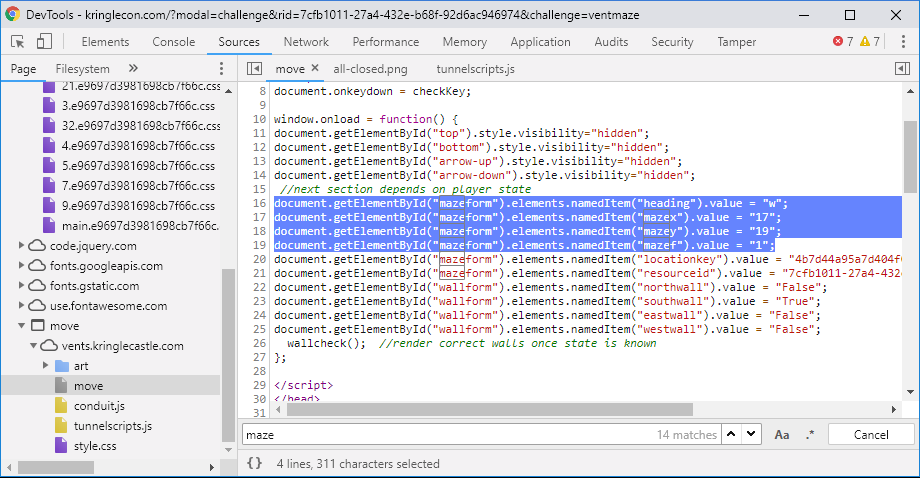 DevTools - kringlecon.com/?modal=challenge&rid=7cfb1011-27a4-432e-b68f-92d6ac946974&challenge=ventmaze
Elements Console Sources Network Performance Memory Application Audits Security Tamper 7 7
Page Filesystem »
move × all-closed.png tunnelscripts.js
21.e9697d3981698cb7f66c.css
3.e9697d3981698cb7f66c.css
32.e9697d3981698cb7f66c.css
4.e9697d3981698cb7f66c.css
5.e9697d3981698cb7f66c.css
7.e9697d3981698cb7f66c.css
9.e9697d3981698cb7f66c.css
main.e9697d3981698cb7f66c.css
code.jquery.com
fonts.googleapis.com
fonts.gstatic.com
use.fontawesome.com
move
vents.kringlecastle.com
art
move
conduit.js
tunnelscripts.js
style.css
8 document.onkeydown = checkKey;
9
10 window.onload = function() {
11 document.getElementById("top").style.visibility="hidden";
12 document.getElementById("bottom").style.visibility="hidden";
13 document.getElementById("arrow-up").style.visibility="hidden";
14 document.getElementById("arrow-down").style.visibility="hidden";
15 //next section depends on player state
16 document.getElementById("mazeform").elements.namedItem("heading").value = "w";
17 document.getElementById("mazeform").elements.namedItem("mazex").value = "17";
18 document.getElementById("mazeform").elements.namedItem("mazey").value = "19";
19 document.getElementById("mazeform").elements.namedItem("mazef").value = "1";
20 document.getElementById("mazeform").elements.namedItem("locationkey").value = "4b7d44a95a7d404f
21 document.getElementById("mazeform").elements.namedItem("resourceid").value = "7cfb1011-27a4-432
22 document.getElementById("wallform").elements.namedItem("northwall").value = "False";
23 document.getElementById("wallform").elements.namedItem("southwall").value = "True";
24 document.getElementById("wallform").elements.namedItem("eastwall").value = "False";
25 document.getElementById("wallform").elements.namedItem("westwall").value = "False";
26 wallcheck(); //render correct walls once state is known
27 };
28
29 </script>
30 </head>
31
maze 14 matches Aa .* Cancel
{} 4 lines, 311 characters selected